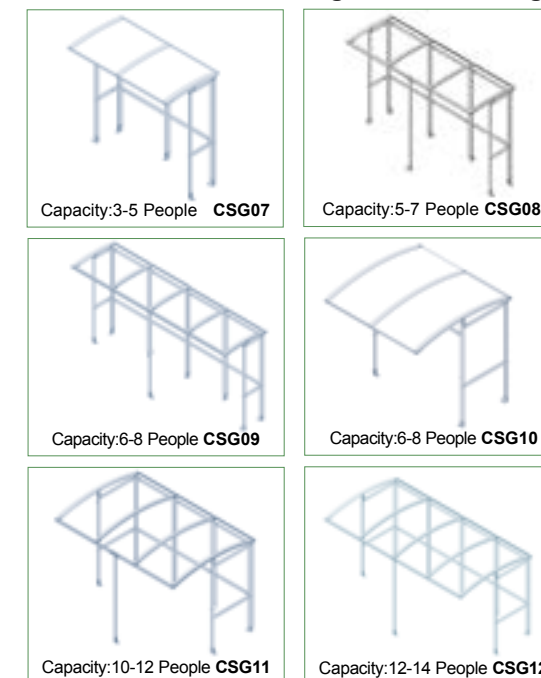 Capacity:3-5 People CSG07
Capacity:5-7 People CSG08
Capacity:6-8 People CSG09
Capacity:6-8 People CSG10
Capacity:10-12 People CSG11
Capacity:12-14 People